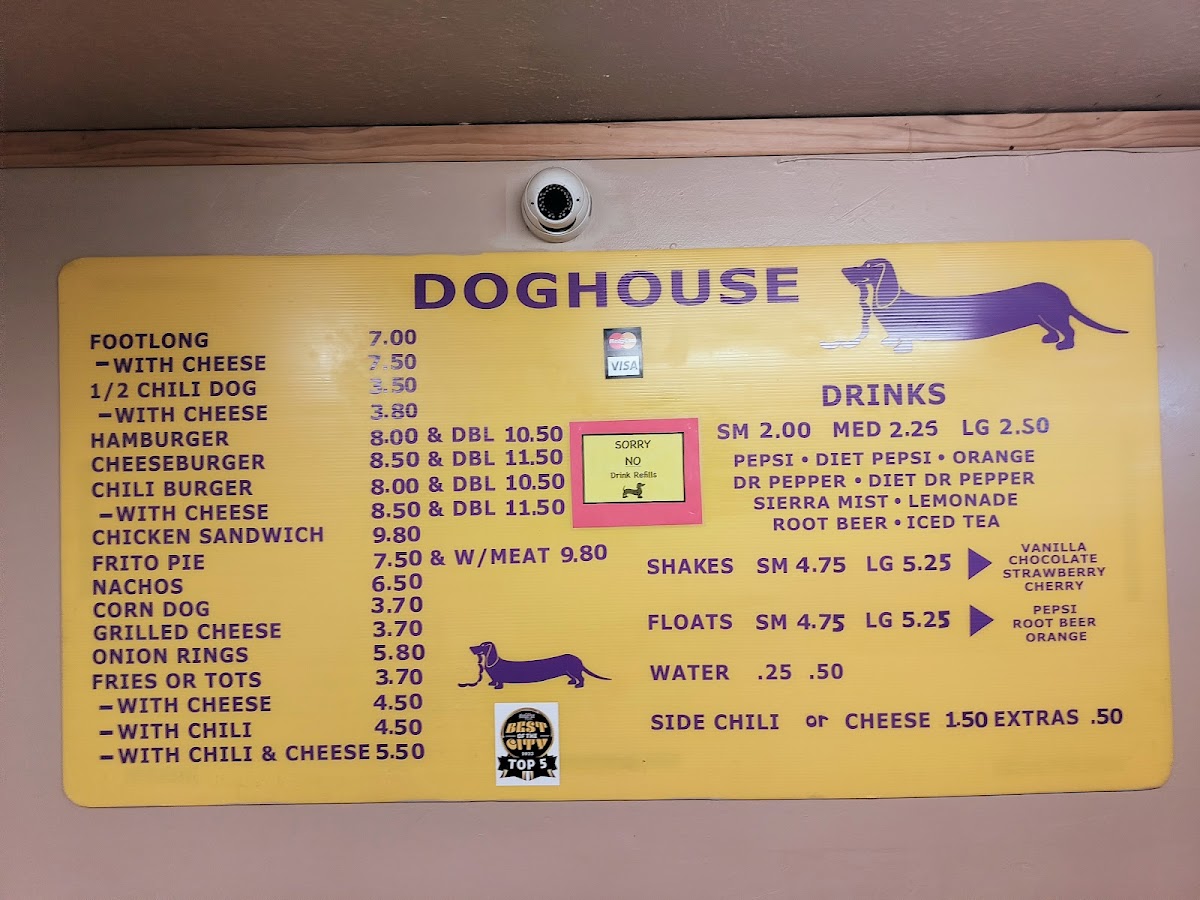 DOGHOUSE
FOOTLONG 7.00
-WITH CHEESE 7.50
1/2 CHILI DOG 3.50
-WITH CHEESE 3.80
HAMBURGER 8.00 & DBL 10.50
CHEESEBURGER 8.50 & DBL 11.50
CHILI BURGER 8.00 & DBL 10.50
-WITH CHEESE 8.50 & DBL 11.50
CHICKEN SANDWICH 9.80
FRITO PIE 7.50 & W/MEAT 9.80
NACHOS 6.50
CORN DOG 3.70
GRILLED CHEESE 3.70
ONION RINGS 5.80
FRIES OR TOTS 3.70
-WITH CHEESE 4.50
-WITH CHILI 4.50
-WITH CHILI & CHEESE 5.50
VISA
SORRY
NO
Drink Refills
BEST
OF THE
CITY
TOP 5
DRINKS
SM 2.00 MED 2.25 LG 2.50
PEPSI • DIET PEPSI • ORANGE
DR PEPPER • DIET DR PEPPER
SIERRA MIST • LEMONADE
ROOT BEER • ICED TEA
SHAKES SM 4.75 LG 5.25
VANILLA
CHOCOLATE
STRAWBERRY
CHERRY
FLOATS SM 4.75 LG 5.25
PEPSI
ROOT BEER
ORANGE
WATER .25 .50
SIDE CHILI or CHEESE 1.50 EXTRAS .50